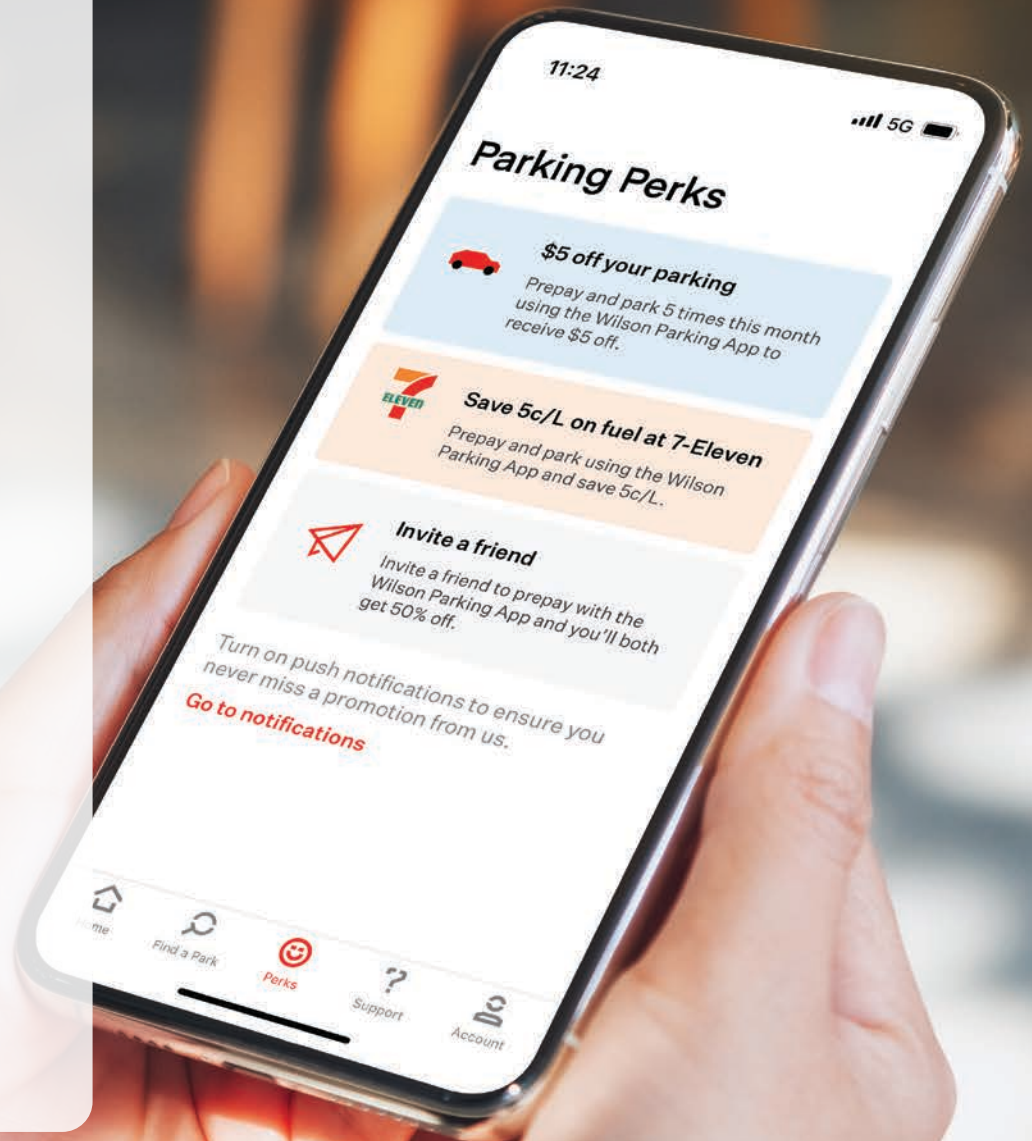 11:24
5G
Parking Perks
$5 off your parking
Prepay and park 5 times this month
using the Wilson Parking App to
receive $5 off.
ELEVEN
Save 5c/L on fuel at 7-Eleven
Prepay and park using the Wilson
Parking App and save 5c/L.
Invite a friend
Invite a friend to prepay with the
Wilson Parking App and you'll both
get 50% off.
Turn on push notifications to ensure you
never miss a promotion from us.
Go to notifications
Home
Find a Park
Perks
Support
Account